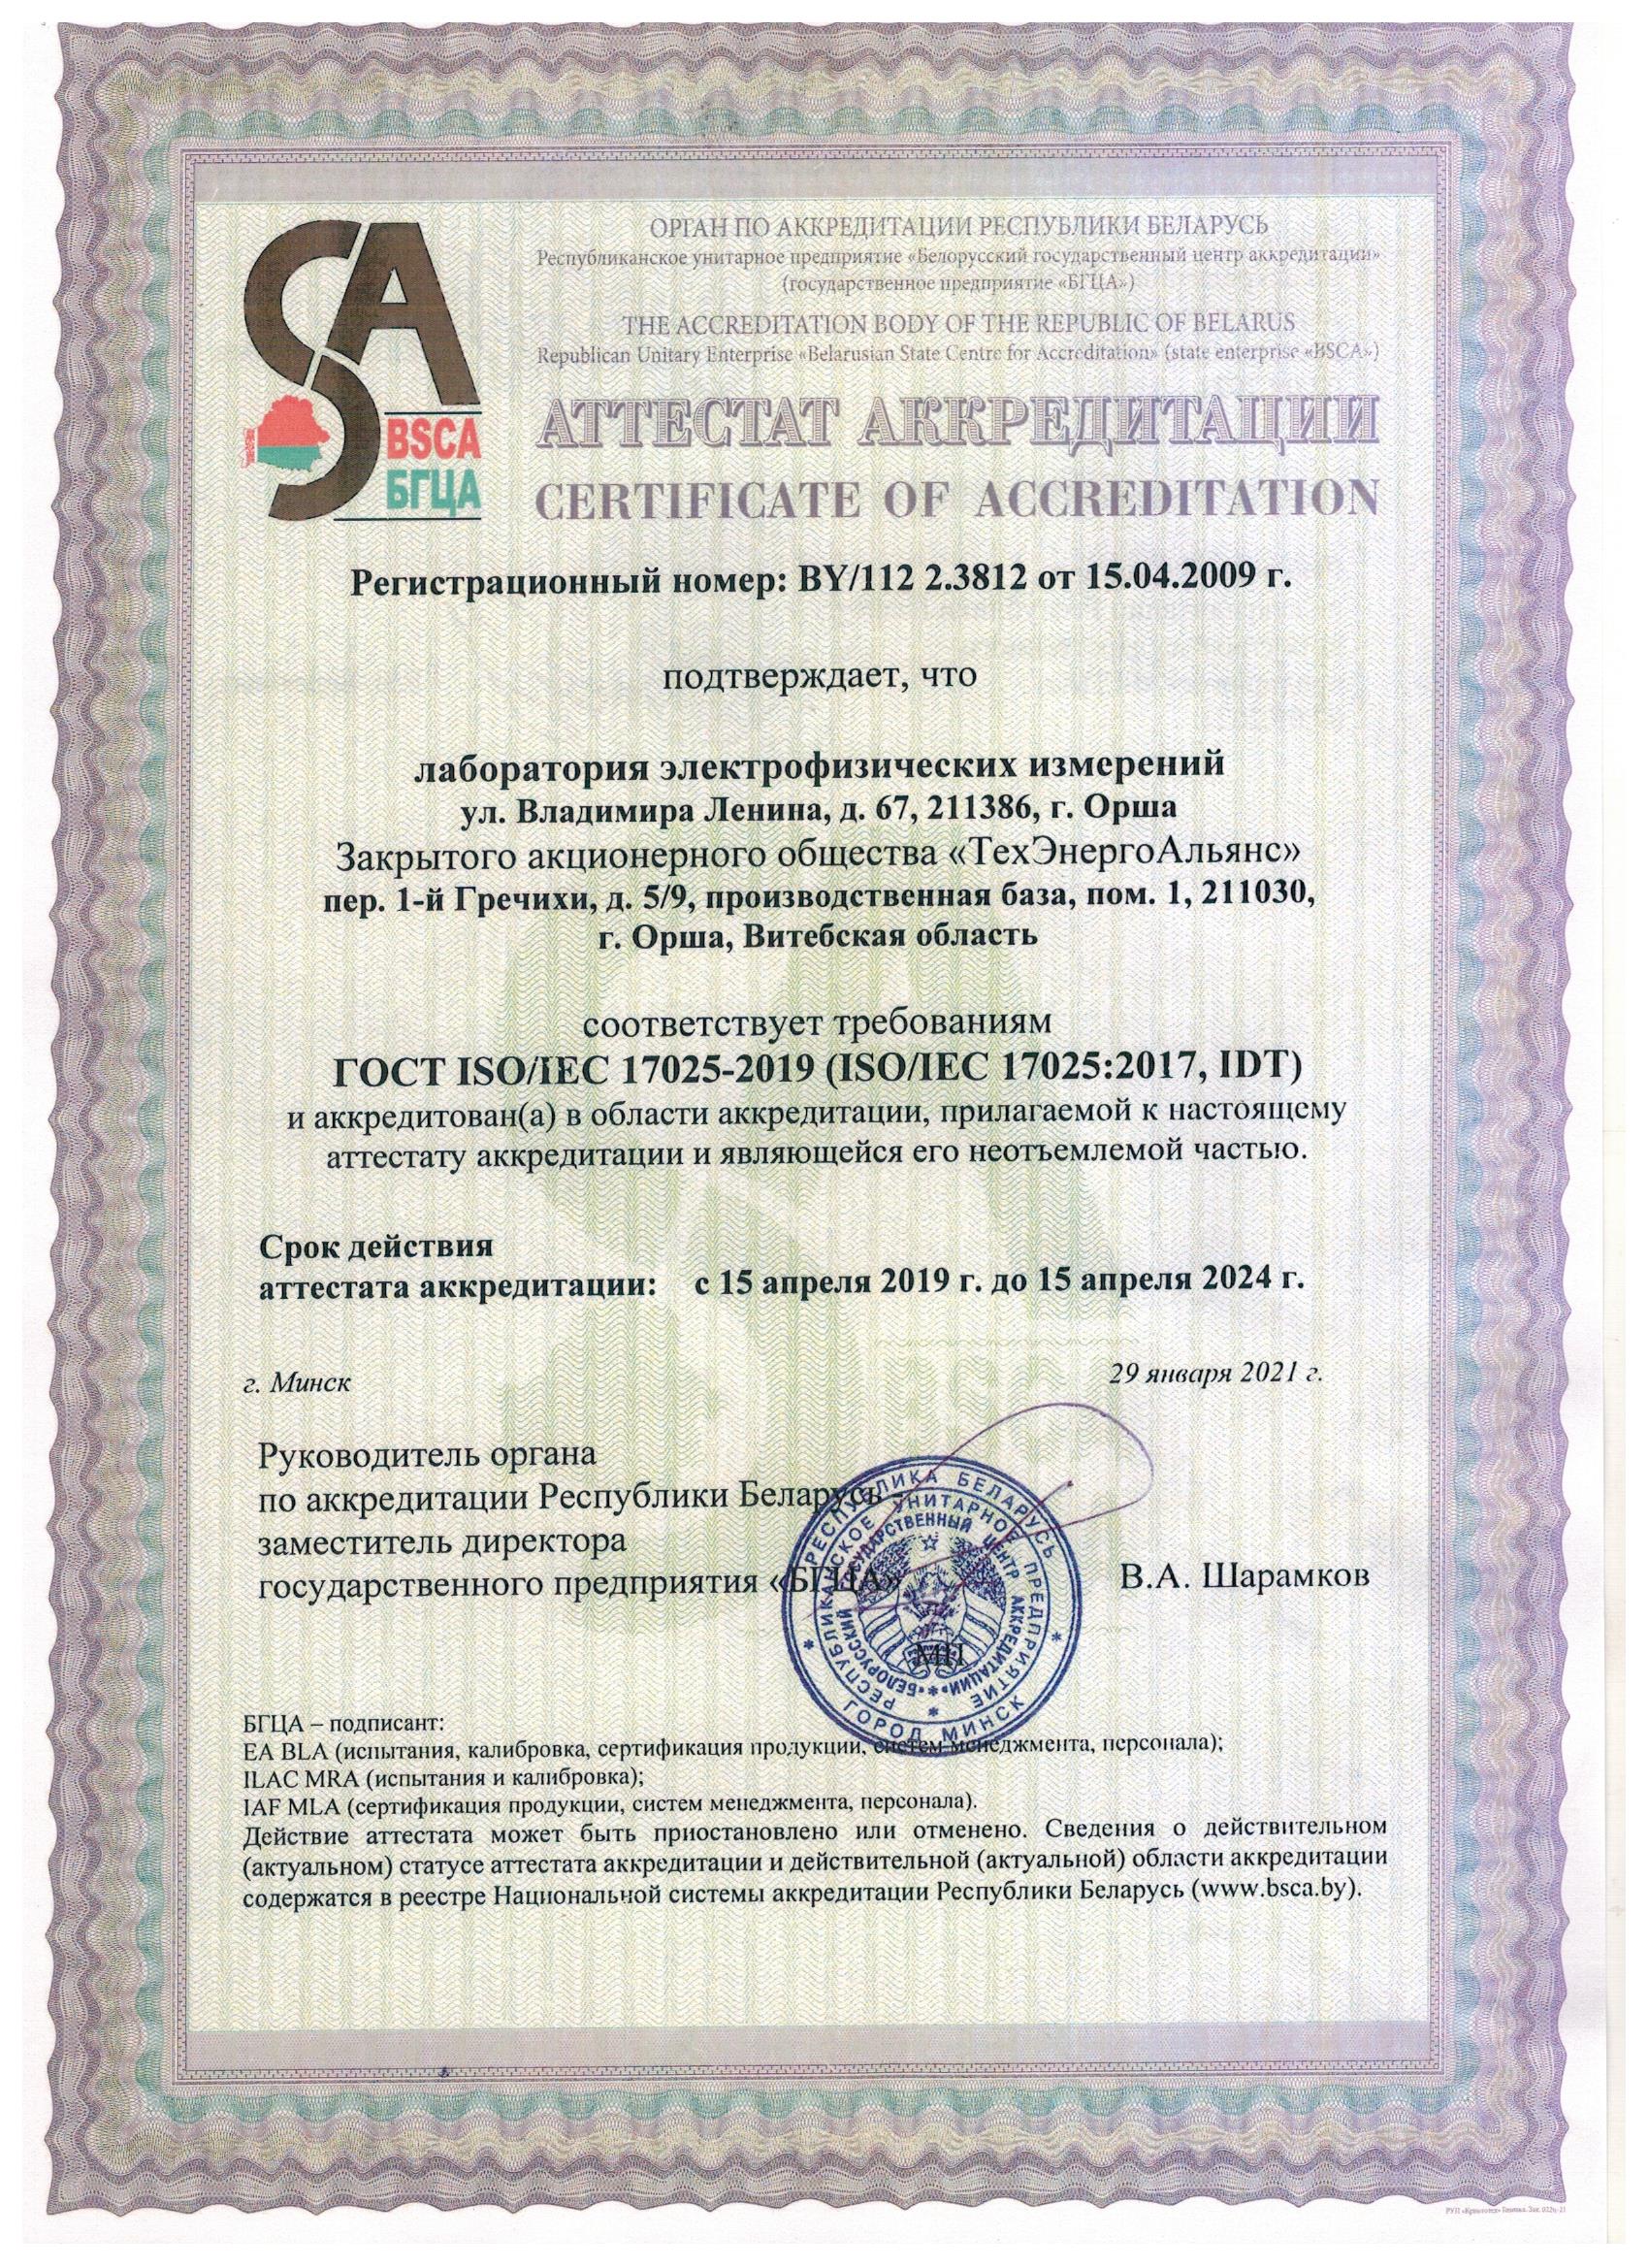 ОРГАН ПО АККРЕДИТАЦИИ РЕСПУБЛИКИ БЕЛАРУСЬ
Республиканское унитарное предприятие «Белорусский государственный центр аккредитации»
(государственное предприятие «БГЦА»)
THE ACCREDITATION BODY OF THE REPUBLIC OF BELARUS
Republican Unitary Enterprise «Belarusian State Centre for Accreditation» (state enterprise «BSCA»)
BSCA
БГЦА
АТТЕСТАТ АККРЕДИТАЦИИ
CERTIFICATE OF ACCREDITATION
Регистрационный номер: BY/112 2.3812 от 15.04.2009 г.
подтверждает, что
лаборатория электрофизических измерений
ул. Владимира Ленина, д. 67, 211386, г. Орша
Закрытого акционерного общества «ТехЭнергоАльянс»
пер. 1-й Гречихи, д. 5/9, производственная база, пом. 1, 211030,
г. Орша, Витебская область
соответствует требованиям
ГОСТ ISO/IEC 17025-2019 (ISO/IEC 17025:2017, IDT)
и аккредитован(а) в области аккредитации, прилагаемой к настоящему
аттестату аккредитации и являющейся его неотъемлемой частью.
Срок действия
аттестата аккредитации: с 15 апреля 2019 г. до 15 апреля 2024 г.
г. Минск 29 января 2021 г.
Руководитель органа
по аккредитации Республики Беларусь -
заместитель директора
государственного предприятия «БГЦА» В.А. Шарамков
МП
РЕСПУБЛИКА БЕЛАРУСЬ
ГОРОД МИНСК
РЕСПУБЛИКАНСКОЕ УНИТАРНОЕ ПРЕДПРИЯТИЕ
«БЕЛОРУССКИЙ ГОСУДАРСТВЕННЫЙ ЦЕНТР АККРЕДИТАЦИИ»
БГЦА – подписант:
EA BLA (испытания, калибровка, сертификация продукции, систем менеджмента, персонала);
ILAC MRA (испытания и калибровка);
IAF MLA (сертификация продукции, систем менеджмента, персонала).
Действие аттестата может быть приостановлено или отменено. Сведения о действительном
(актуальном) статусе аттестата аккредитации и действительной (актуальной) области аккредитации
содержатся в реестре Национальной системы аккредитации Республики Беларусь (www.bsca.by).